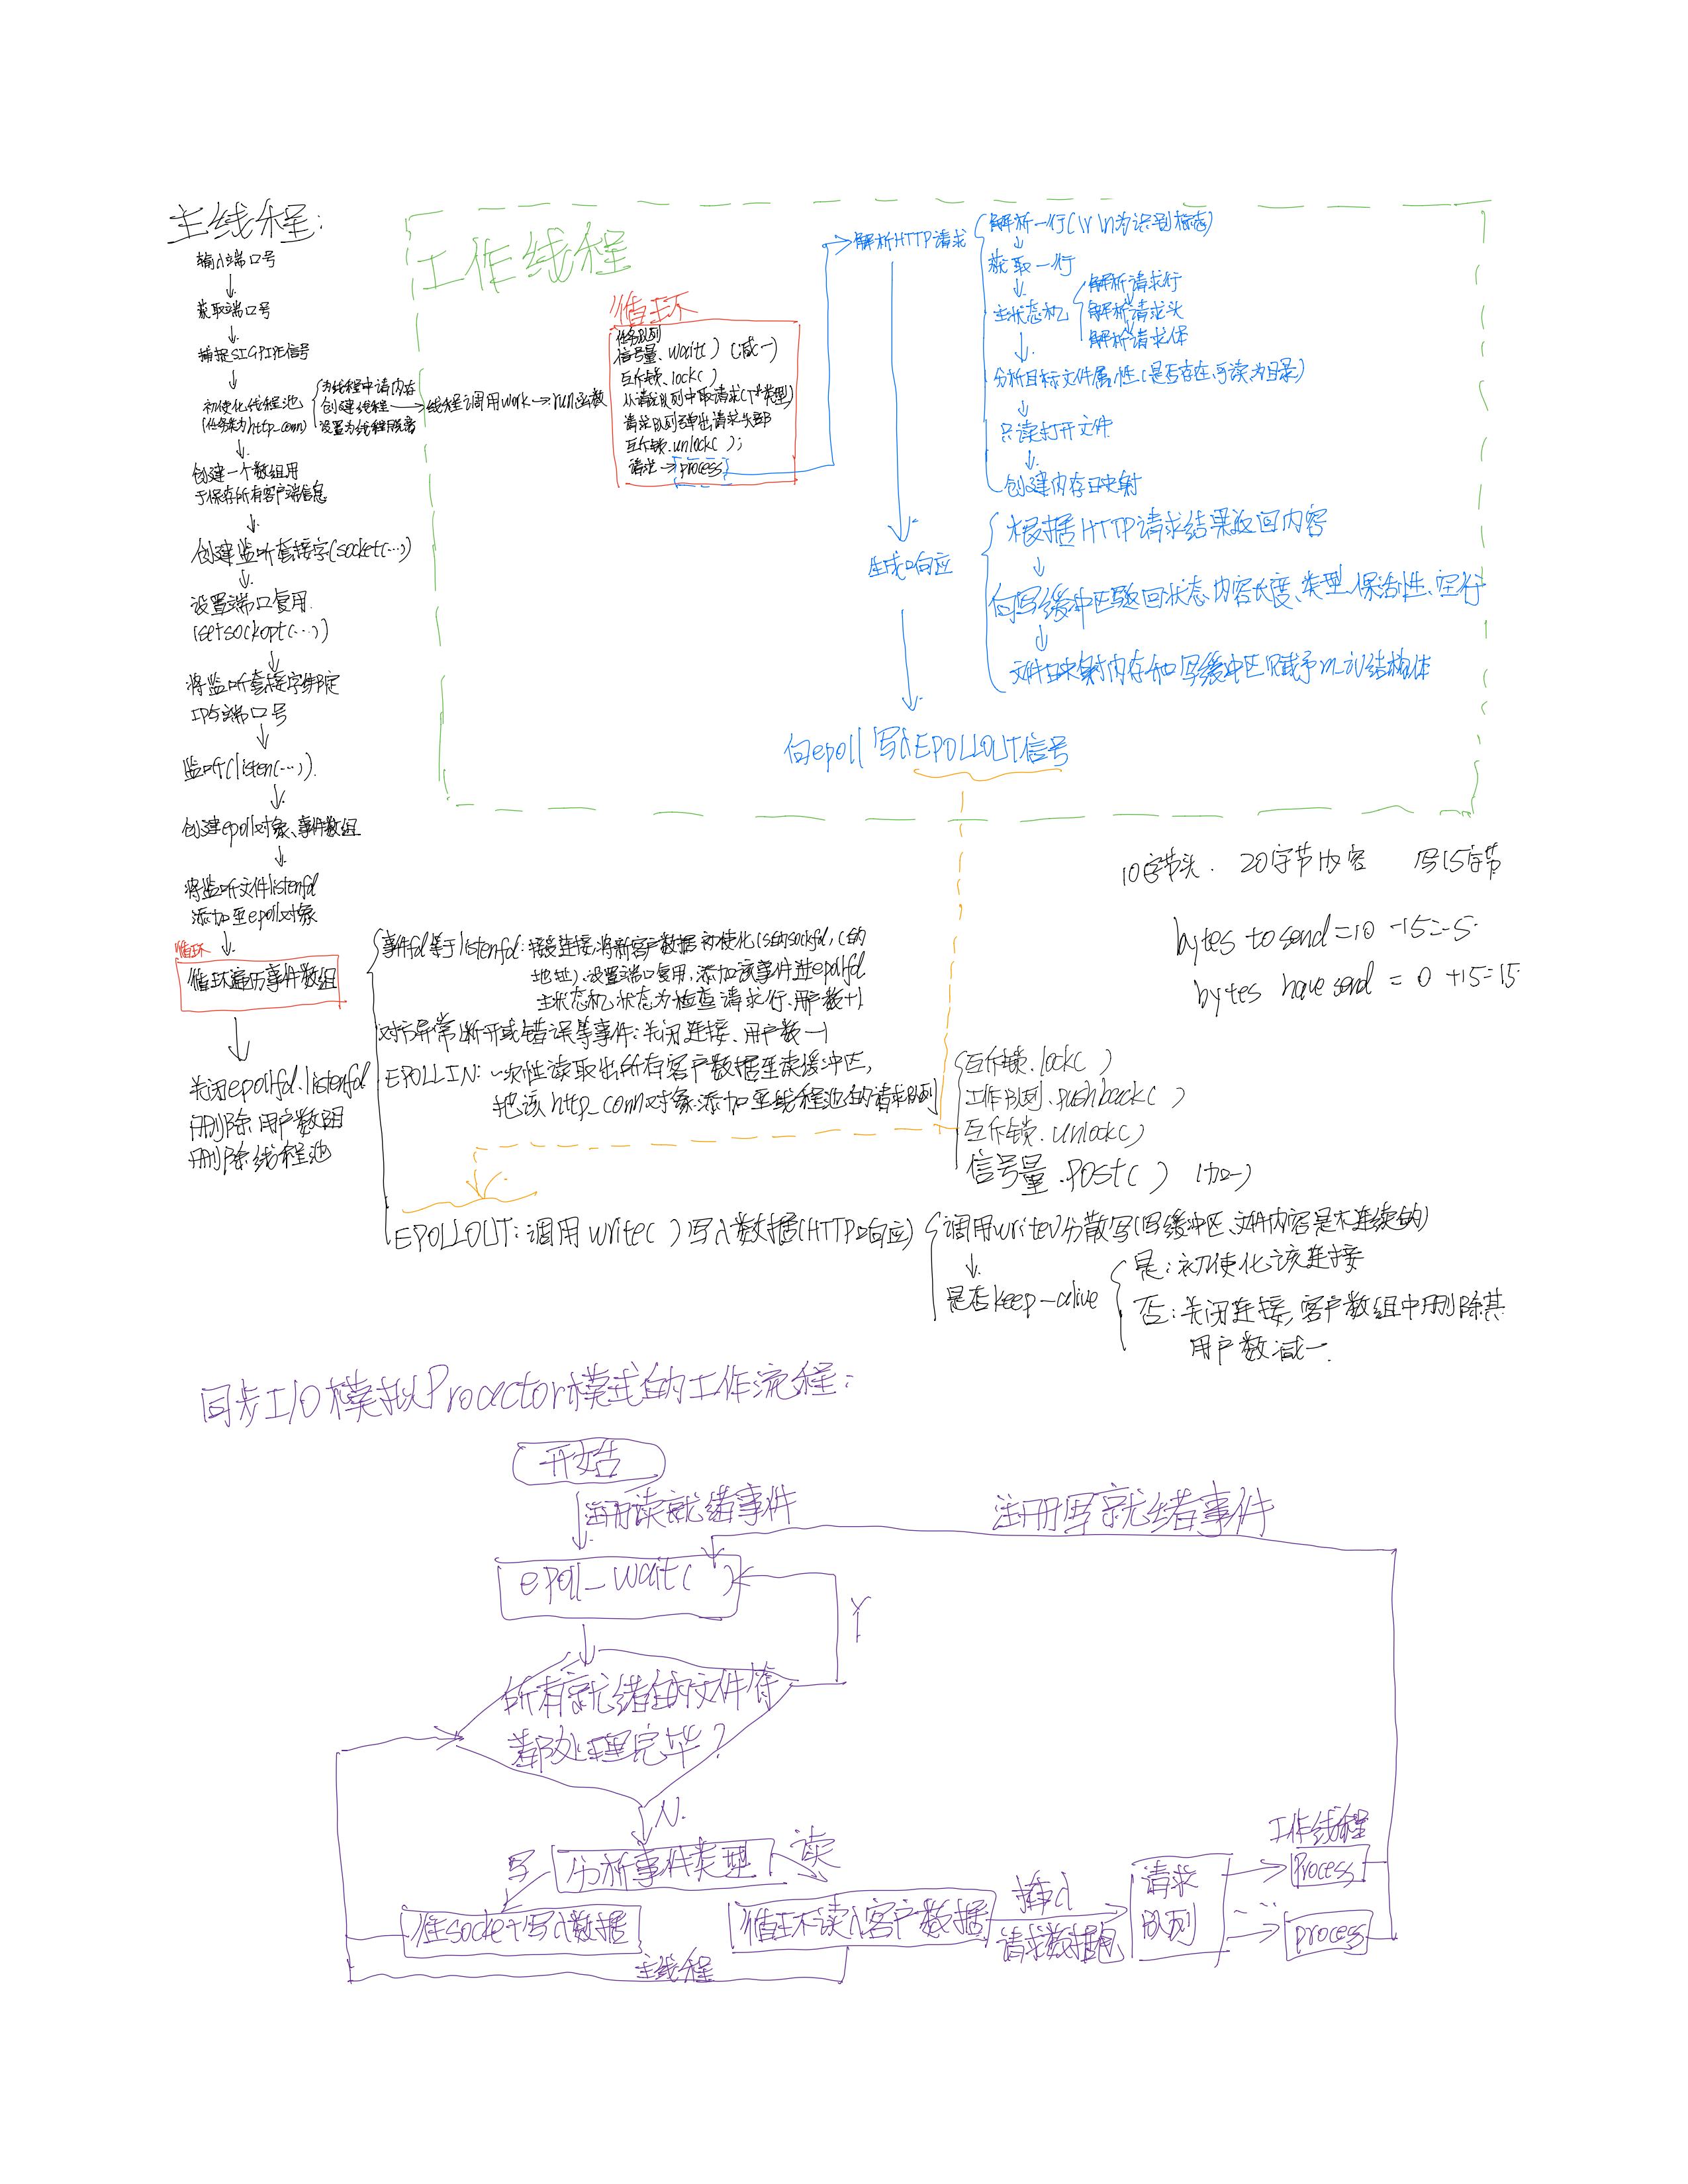 主线程：
输入端口号
获取端口号
捕捉SIGPIPE信号
初使化线程池
(任务类为http_conn)
为线程申请内存
创建线程
设置为线程脱离
线程调用work
run函数
创建一个数组用
于保存所有客户端信息
创建监听套接字(socket(…))
设置端口复用
(setsockopt(…))
将监听套接字绑定
IP与端口号
监听(listen(…)).
创建epoll对象、事件数组
将监听文件listenfd
添加至epoll对象
循环
循环遍历事件数组
关闭epollfd.listenfd
删除用户数组
删除线程池
工作线程
循环
任务队列
信号量.wait( ) (减一)
互斥锁.lock( )
从请求队列中取请求(T*类型)
请求队列弹出请求头部
互斥锁.unlock( );
请求→process
解析HTTP请求
解析一行(\r\n为识别标志)
获取一行
主状态机
解析请求行
解析请求头
解析请求体
分析目标文件属性(是否存在、可读、为目录)
只读打开文件
创建内存映射
生成响应
根据HTTP请求结果返回内容
向写缓冲区写回状态、内容长度、类型、保活性、空行
文件映射内存和写缓冲区赋予m_iv结构体
向epoll写入EPOLLOUT信号
10字节头. 20字节内容 写15字节
bytes to send=10-15=-5
bytes have send = 0+15=15
事件fd等于listenfd：接受连接,将新客户数据初使化(c的sockfd, c的
地址)、设置端口复用,添加该事件进epollfd
主状态机状态为检查请求行、用户数+1
对方异常断开或错误等事件：关闭连接、用户数-1
EPOLLIN：一次性读取出所有客户数据至读缓冲区,
把该http_conn对象添加至线程池的请求队列
互斥锁.lock( )
工作队列.pushback( )
互斥锁.unlock( )
信号量.post( ) (加一)
EPOLLOUT：调用write( )写入数据(HTTP响应)
调用writev分散写(写缓冲区、文件内容是不连续的)
是否keep-alive
是：初使化该连接
否：关闭连接,客户数组中删除其
用户数减一.
同步I/O模拟Proactor模式的工作流程：
开始
注册读就绪事件
注册写就绪事件
epoll_wait( )
Y
所有就绪的文件符
都处理完毕？
N.
写
分析事件类型
读
往socket写入数据
循环读入客户数据
插入
请求数据包
请求
队列
工作线程
process
…
process
主线程